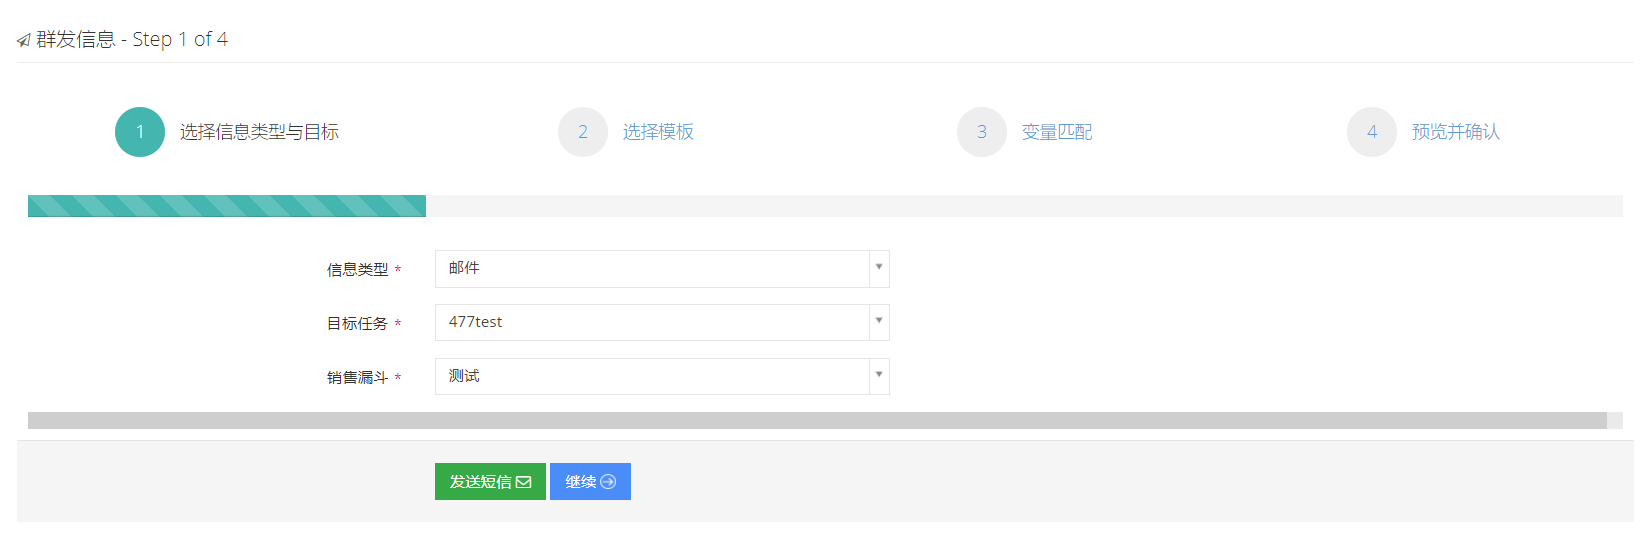 群发信息 - Step 1 of 4
1 选择信息类型与目标 2 选择模板 3 变量匹配 4 预览并确认
信息类型 * 邮件
目标任务 * 477test
销售漏斗 * 测试
发送短信 继续